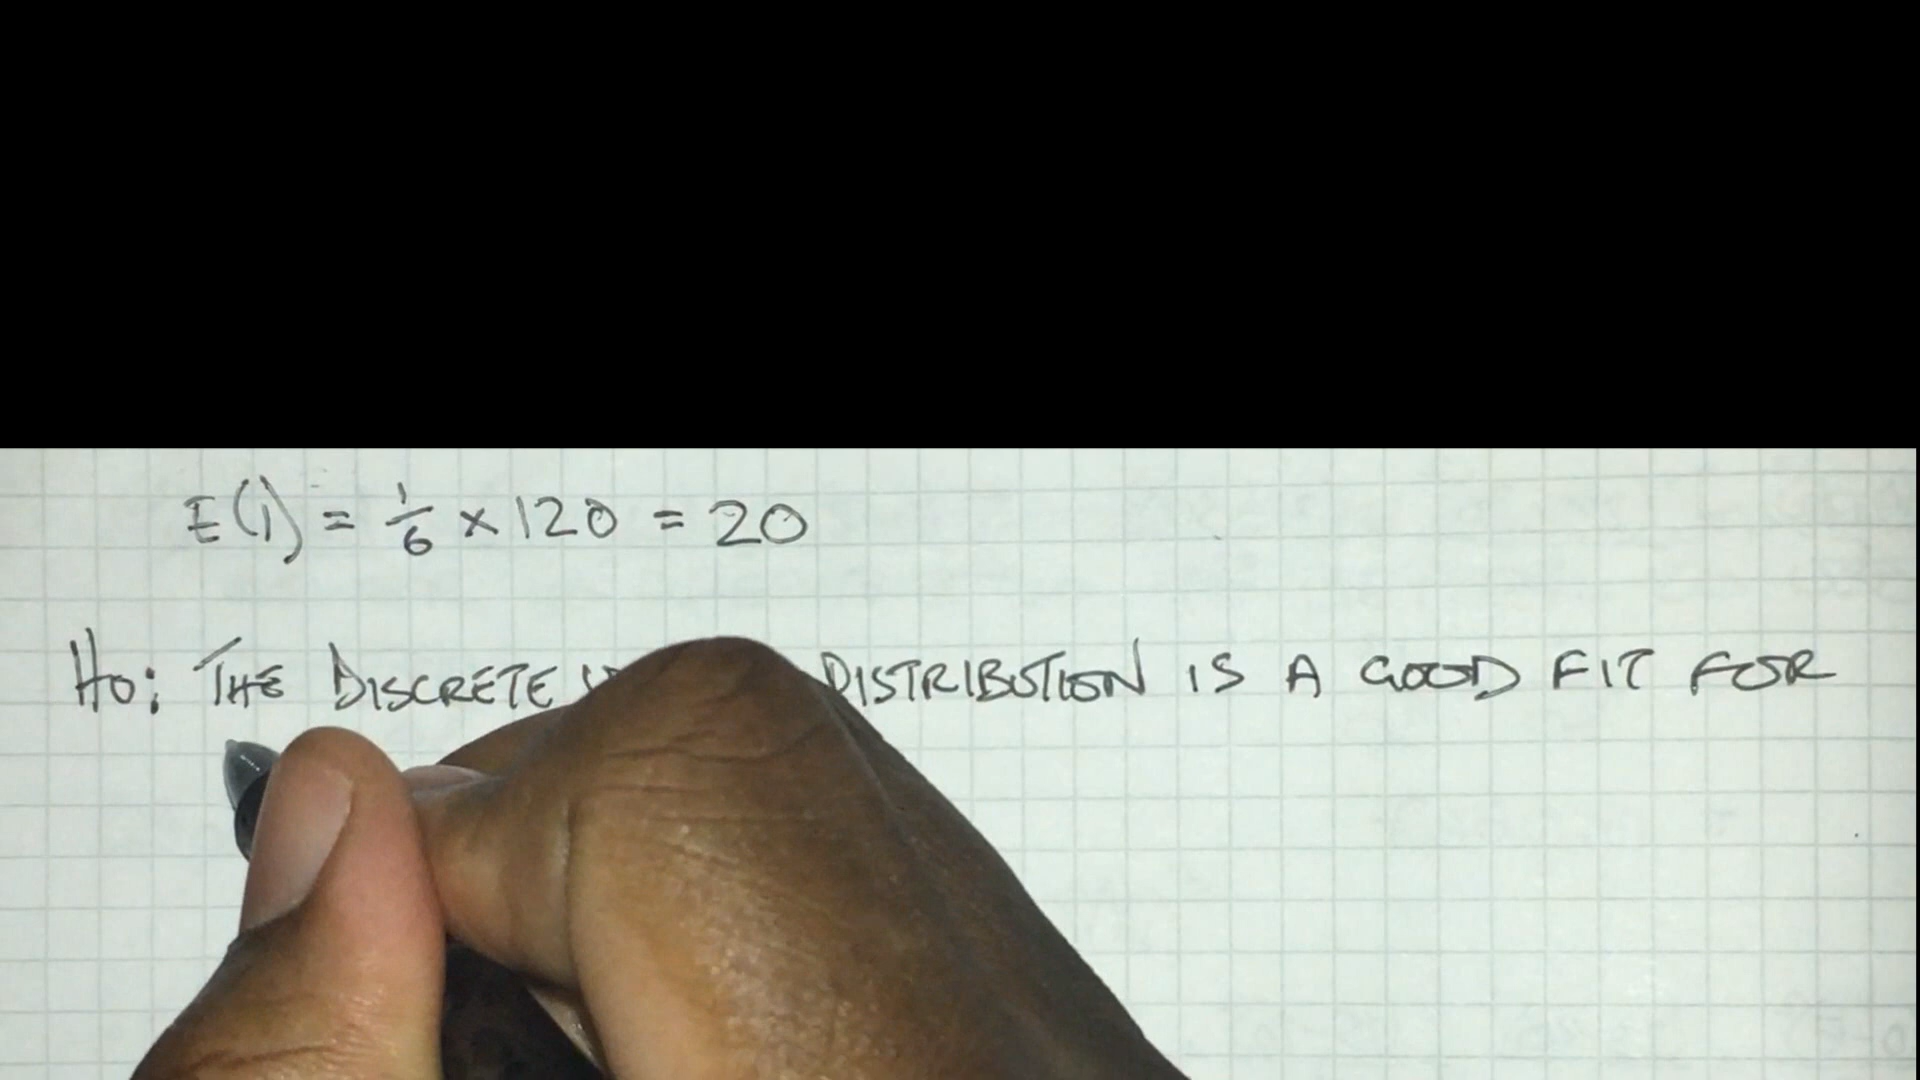 E(1) = 1/6 × 120 = 20
H0: THE DISCRETE DISTRIBUTION IS A GOOD FIT FOR